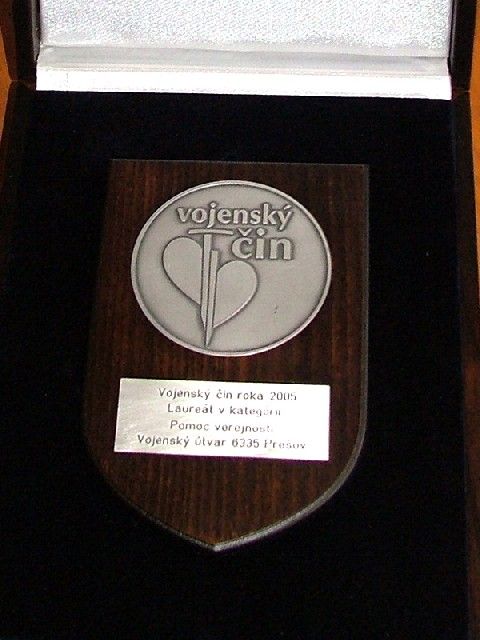 vojenský
čin
Vojenský čin roka 2005
Laureát v kategórii
Pomoc verejnosti
Vojenský útvar 6335 Prešov